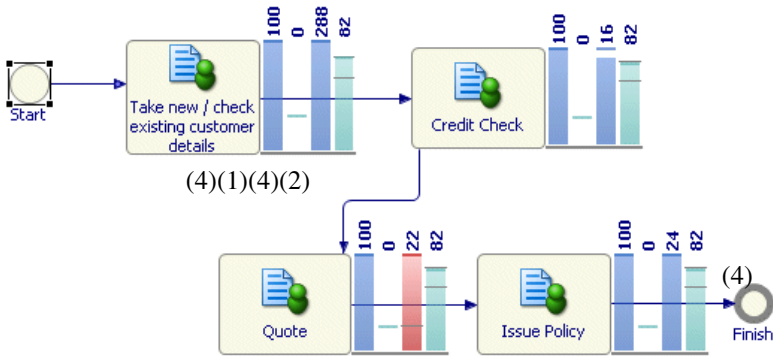 100 0 288 82
100 0 16 82
Start
Take new / check
existing customer
details
Credit Check
(4)(1)(4)(2)
100 0 22 82
100 0 24 82
(4)
Quote
Issue Policy
Finish